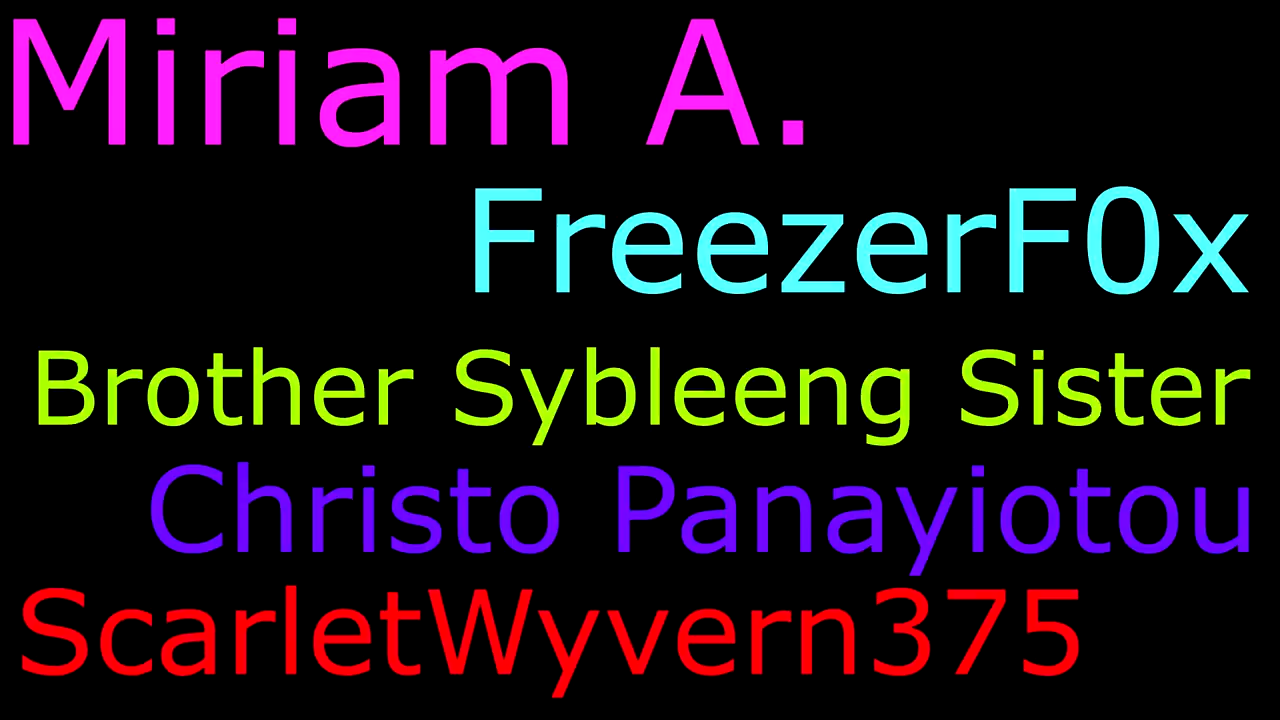 Miriam A.
FreezerF0x
Brother Sybleeng Sister
Christo Panayiotou
ScarletWyvern375